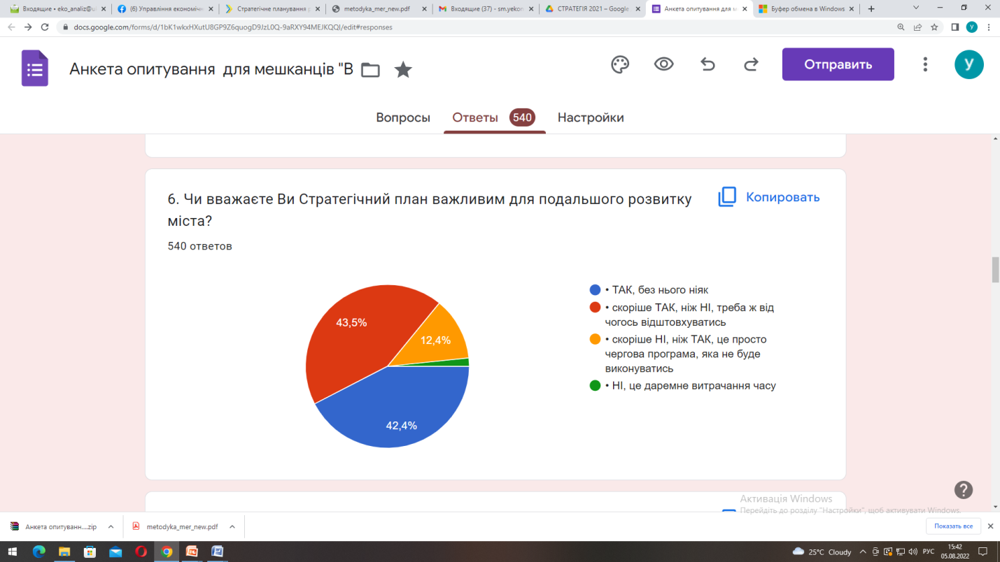 Входящие • eko_analiz@u
(6) Управління економічн
Стратегічне планування р
metodyka_mer_new.pdf
Входящие (37) - sm.yekon
СТРАТЕГІЯ 2021 – Google
Анкета опитування для м
Буфер обмена в Windows
docs.google.com/forms/d/1bK1wkxHXutU8GP9Z6quogD9JzL0Q-9aRXY94MEJKQQI/edit#responses
У
Анкета опитування для мешканців "В
Отправить
У
Вопросы
Ответы 540
Настройки
6. Чи вважаєте Ви Стратегічний план важливим для подальшого розвитку
міста?
Копировать
540 ответов
43,5%
12,4%
42,4%
• ТАК, без нього ніяк
• скоріше ТАК, ніж НІ, треба ж від
чогось відштовхуватись
• скоріше НІ, ніж ТАК, це просто
чергова програма, яка не буде
виконуватись
• НІ, це даремне витрачання часу
Активація Windows
Перейдіть до розділу "Настройки", щоб активувати Windows.
Анкета опитуванн....zip
metodyka_mer_new.pdf
Показать все
25°C Cloudy
РУС
15:42
05.08.2022